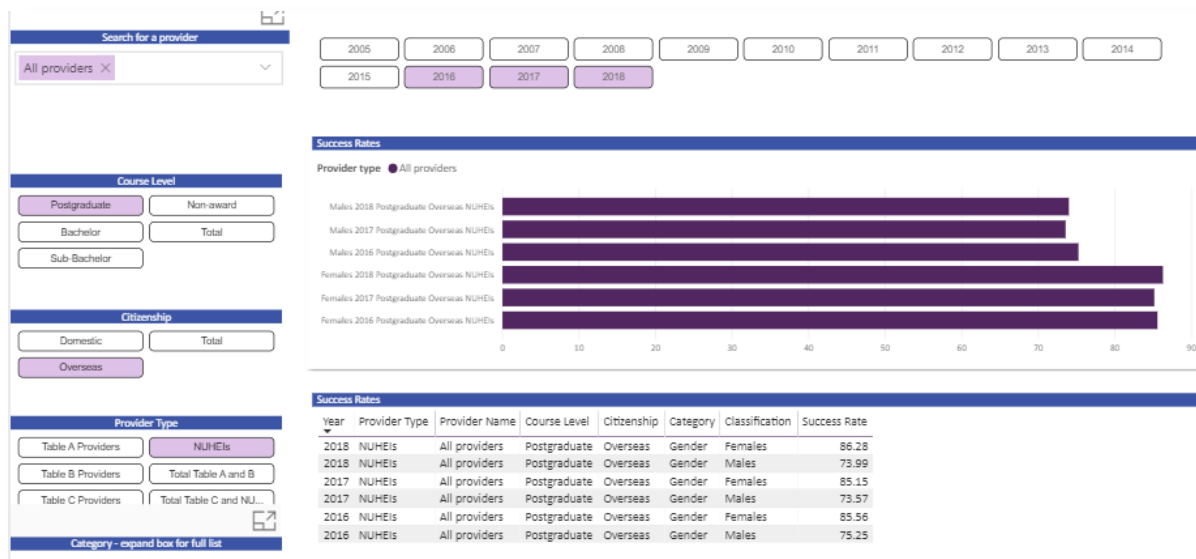 Search for a provider
All providers ×
Course Level
Postgraduate Non-award
Bachelor Total
Sub-Bachelor
Citizenship
Domestic Total
Overseas
Provider Type
Table A Providers NUHEIs
Table B Providers Total Table A and B
Table C Providers Total Table C and NU...
Category - expand box for full list
2005 2006 2007 2008 2009 2010 2011 2012 2013 2014
2015 2016 2017 2018
Success Rates
Provider type All providers
Males 2018 Postgraduate Overseas NUHEIs
Males 2017 Postgraduate Overseas NUHEIs
Males 2016 Postgraduate Overseas NUHEIs
Females 2018 Postgraduate Overseas NUHEIs
Females 2017 Postgraduate Overseas NUHEIs
Females 2016 Postgraduate Overseas NUHEIs
0 10 20 30 40 50 60 70 80 90
Success Rates
Year Provider Type Provider Name Course Level Citizenship Category Classification Success Rate
2018 NUHEIs All providers Postgraduate Overseas Gender Females 86.28
2018 NUHEIs All providers Postgraduate Overseas Gender Males 73.99
2017 NUHEIs All providers Postgraduate Overseas Gender Females 85.15
2017 NUHEIs All providers Postgraduate Overseas Gender Males 73.57
2016 NUHEIs All providers Postgraduate Overseas Gender Females 85.56
2016 NUHEIs All providers Postgraduate Overseas Gender Males 75.25